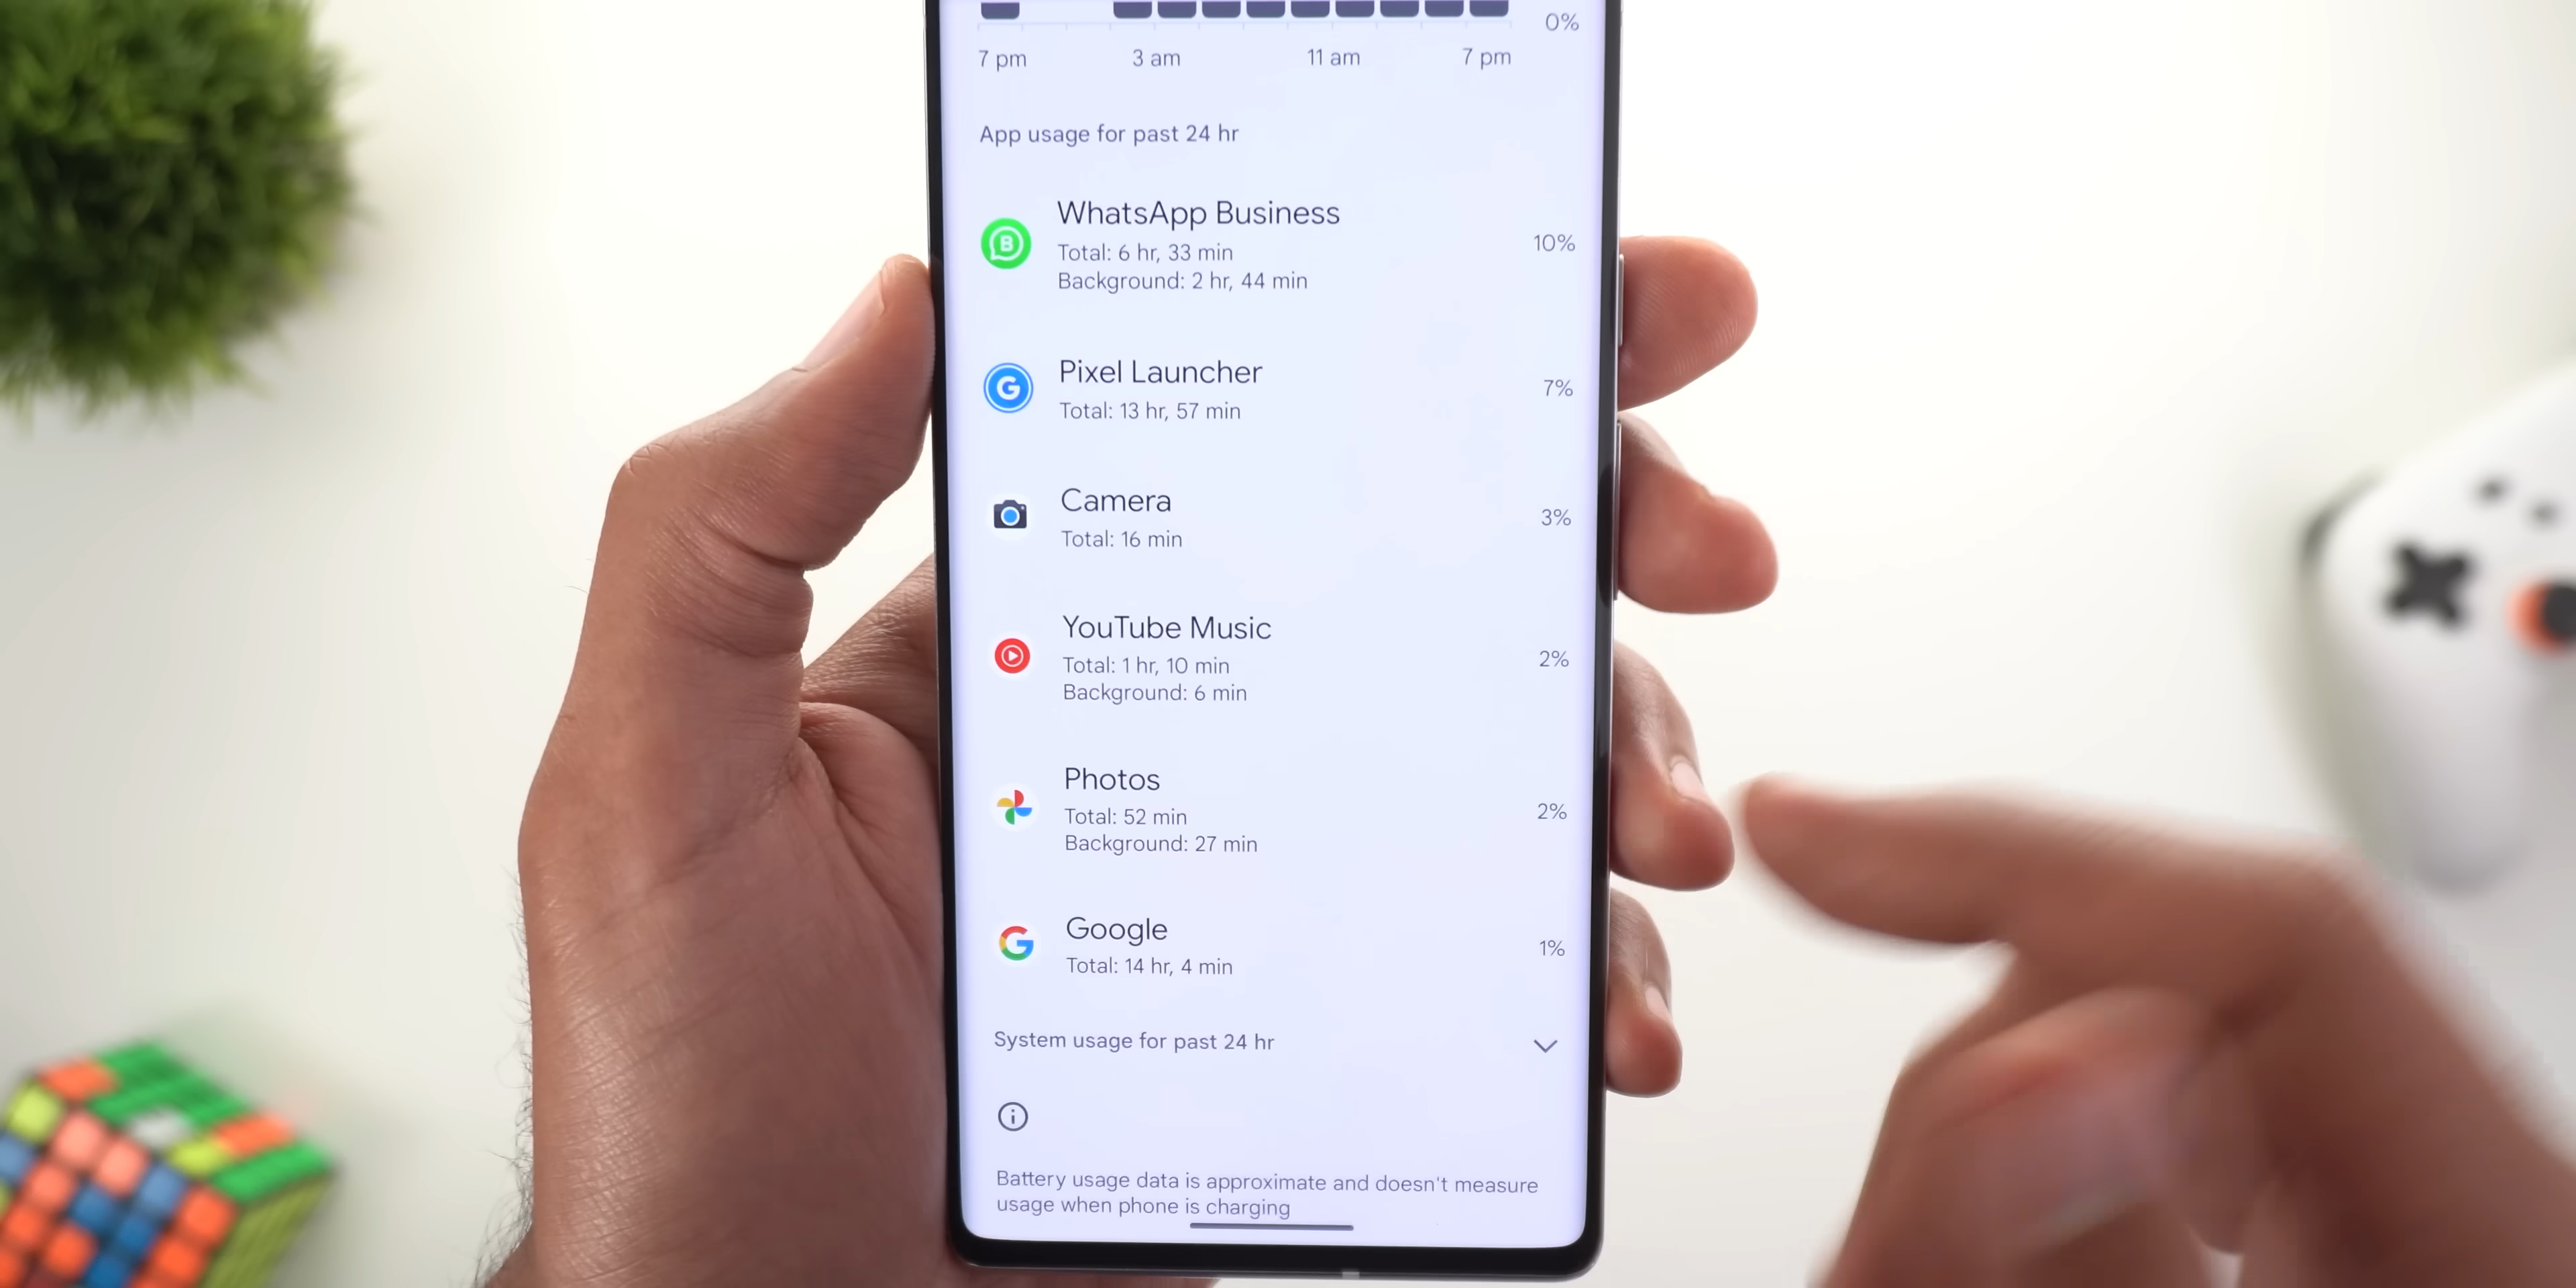 0%
7 pm 3 am 11 am 7 pm
App usage for past 24 hr
WhatsApp Business
Total: 6 hr, 33 min
Background: 2 hr, 44 min
10%
Pixel Launcher
Total: 13 hr, 57 min
7%
Camera
Total: 16 min
3%
YouTube Music
Total: 1 hr, 10 min
Background: 6 min
2%
Photos
Total: 52 min
Background: 27 min
2%
Google
Total: 14 hr, 4 min
1%
System usage for past 24 hr
Battery usage data is approximate and doesn't measure
usage when phone is charging